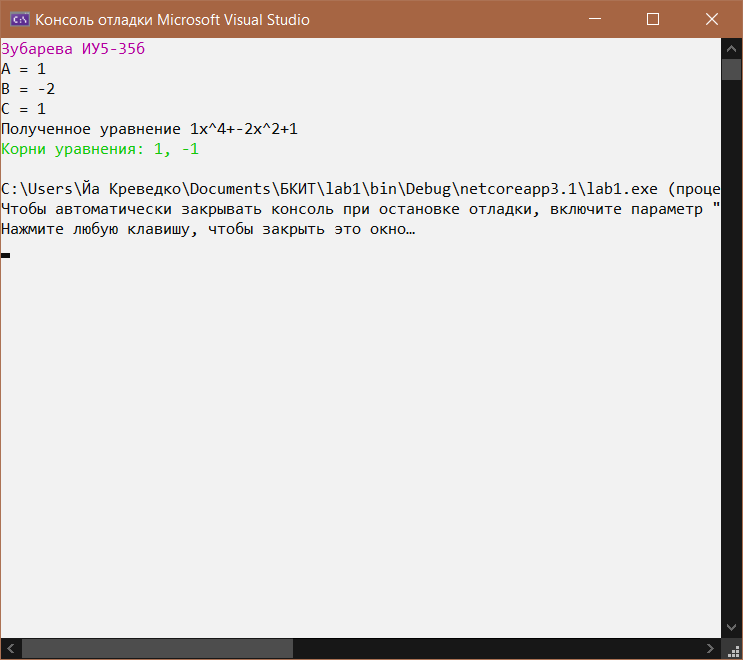 Консоль отладки Microsoft Visual Studio
Зубарева ИУ5-35б
A = 1
B = -2
C = 1
Полученное уравнение 1x^4+-2x^2+1
Корни уравнения: 1, -1
C:\Users\Йа Креведко\Documents\БКИТ\lab1\bin\Debug\netcoreapp3.1\lab1.exe (проце
Чтобы автоматически закрывать консоль при остановке отладки, включите параметр "
Нажмите любую клавишу, чтобы закрыть это окно…